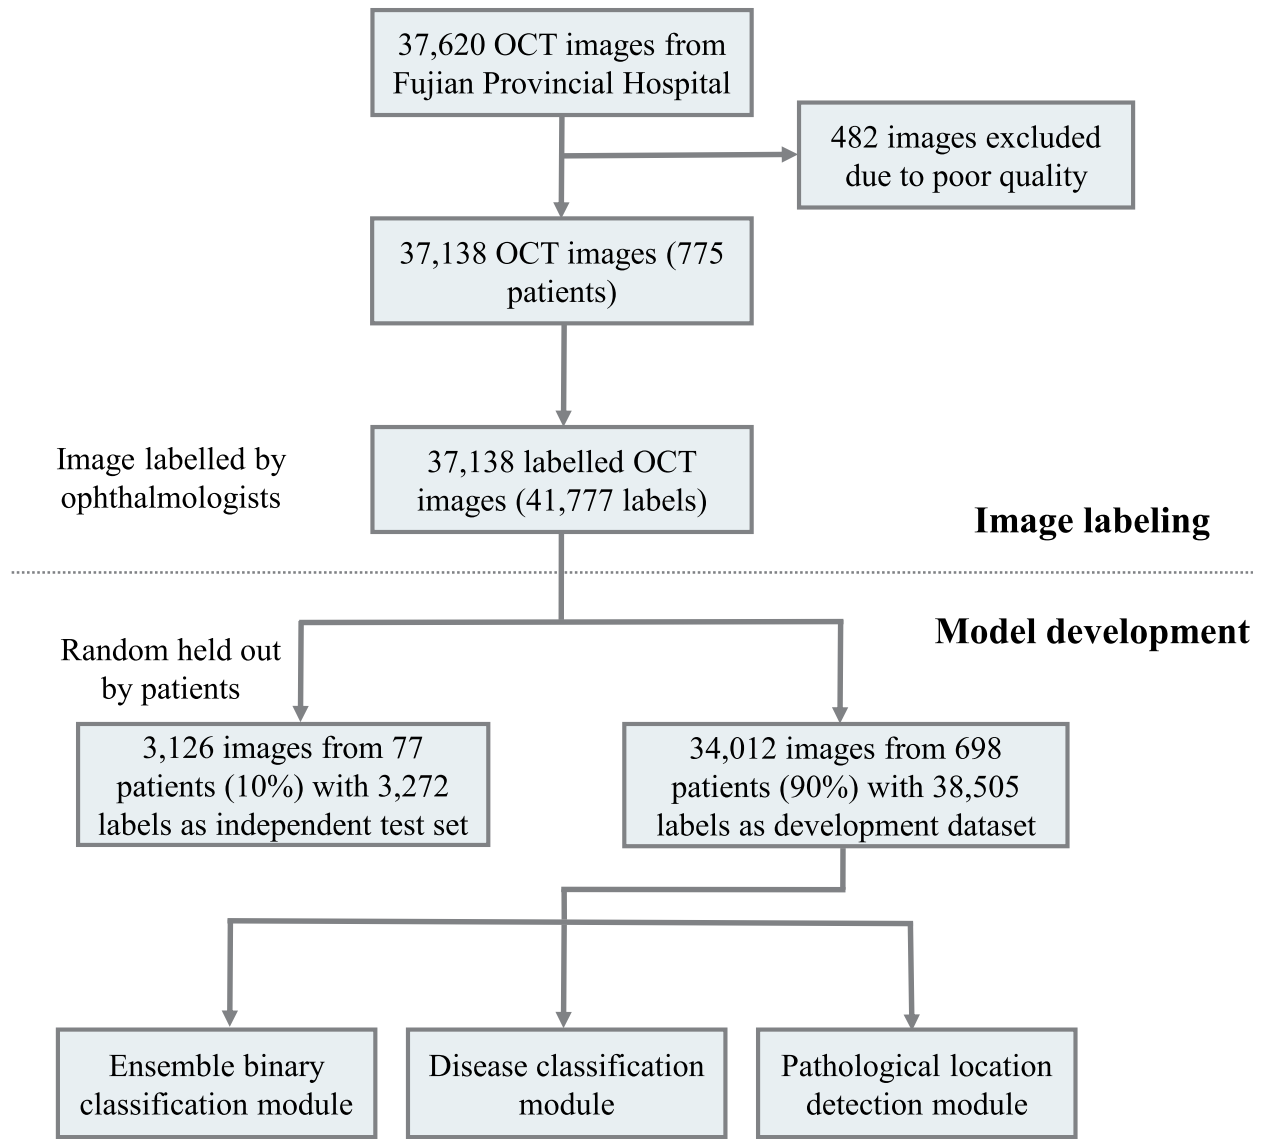 37,620 OCT images from
Fujian Provincial Hospital
482 images excluded
due to poor quality
37,138 OCT images (775
patients)
Image labelled by
ophthalmologists
37,138 labelled OCT
images (41,777 labels)
Image labeling
Model development
Random held out
by patients
3,126 images from 77
patients (10%) with 3,272
labels as independent test set
34,012 images from 698
patients (90%) with 38,505
labels as development dataset
Ensemble binary
classification module
Disease classification
module
Pathological location
detection module